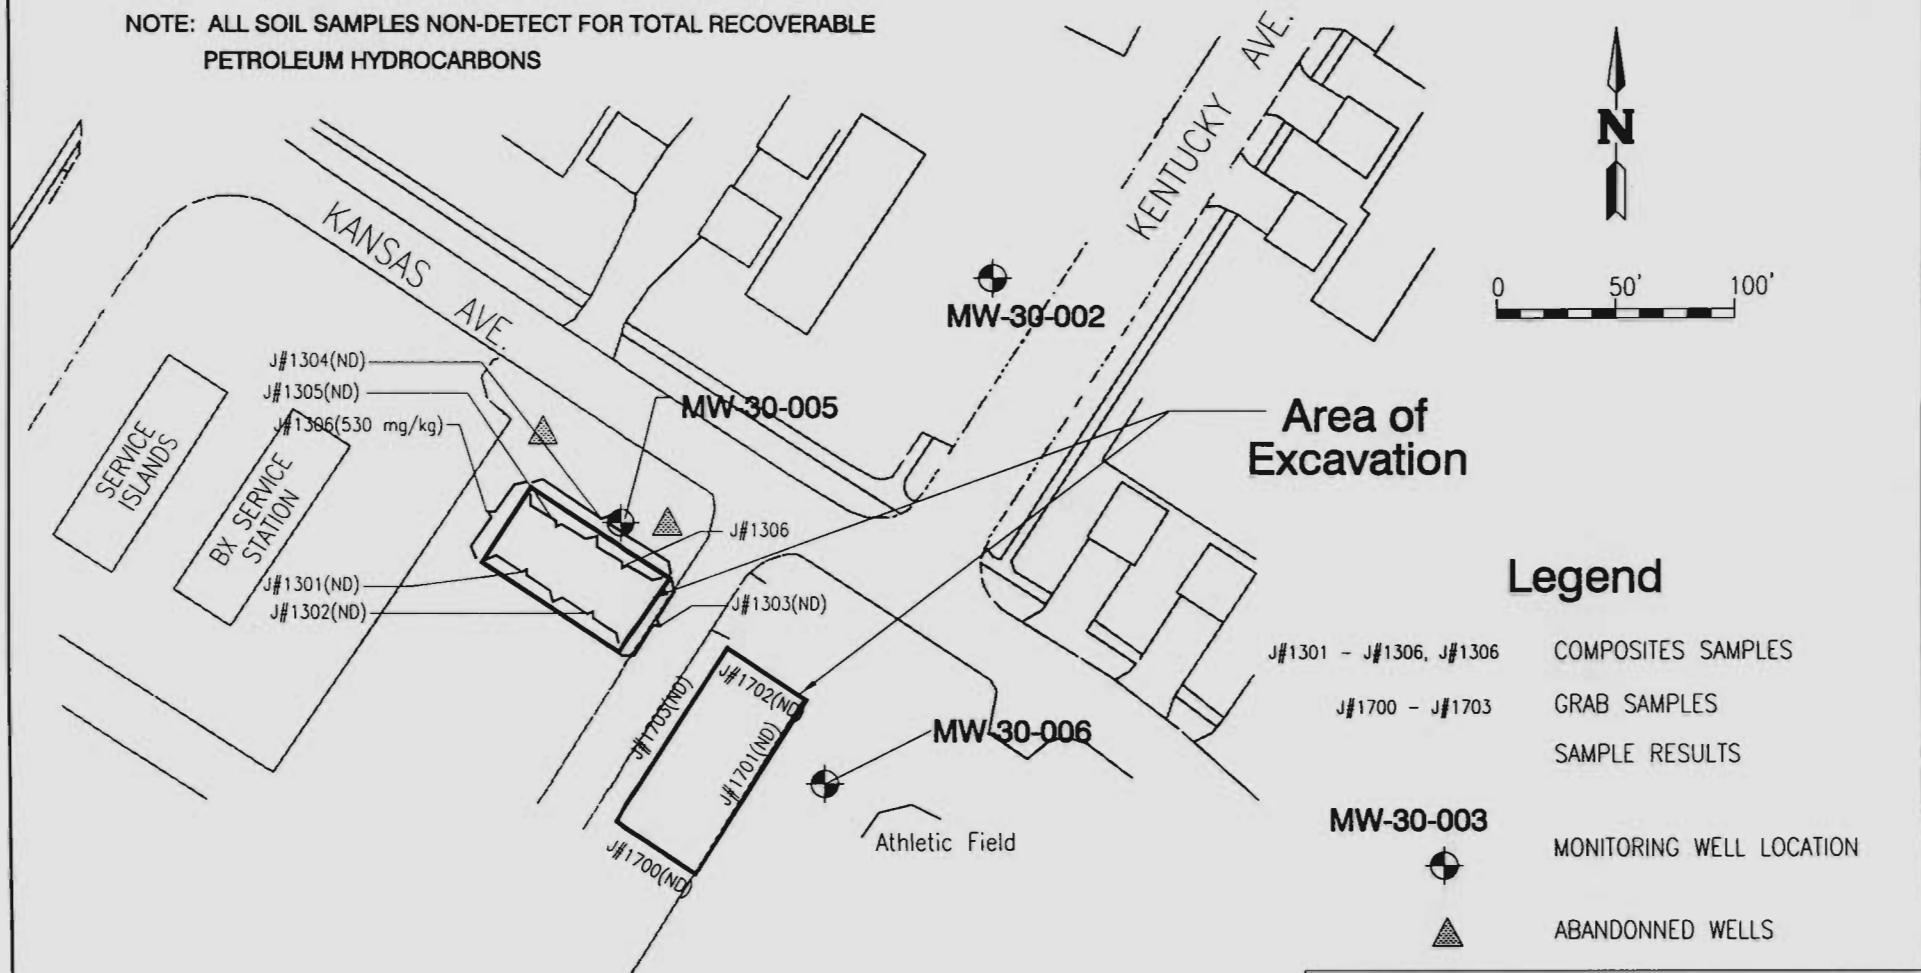 NOTE: ALL SOIL SAMPLES NON-DETECT FOR TOTAL RECOVERABLE
PETROLEUM HYDROCARBONS
KENTUCKY AVE.
N
0 50' 100'
KANSAS AVE.
MW-30-002
J#1304(ND)
J#1305(ND)
J#1306(530 mg/kg)
MW-30-005
Area of
Excavation
SERVICE
ISLANDS
BX SERVICE
STATION
J#1306
J#1301(ND)
J#1302(ND)
J#1303(ND)
J#1702(ND)
J#1703(ND)
J#1701(ND)
J#1700(ND)
MW-30-006
Athletic Field
Legend
J#1301 - J#1306, J#1306 COMPOSITES SAMPLES
J#1700 - J#1703 GRAB SAMPLES
SAMPLE RESULTS
MW-30-003
MONITORING WELL LOCATION
ABANDONNED WELLS